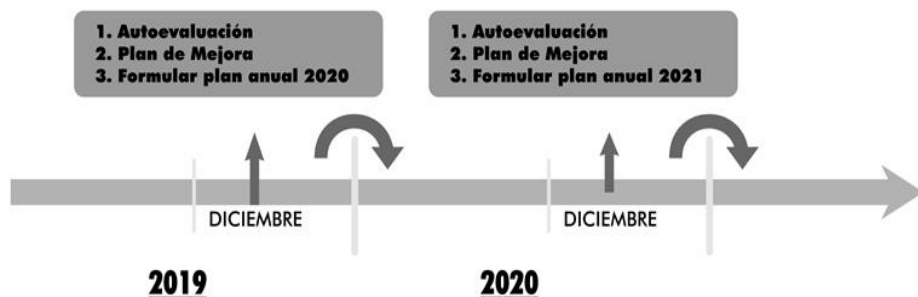 1. Autoevaluación
2. Plan de Mejora
3. Formular plan anual 2020
1. Autoevaluación
2. Plan de Mejora
3. Formular plan anual 2021
DICIEMBRE
DICIEMBRE
2019
2020